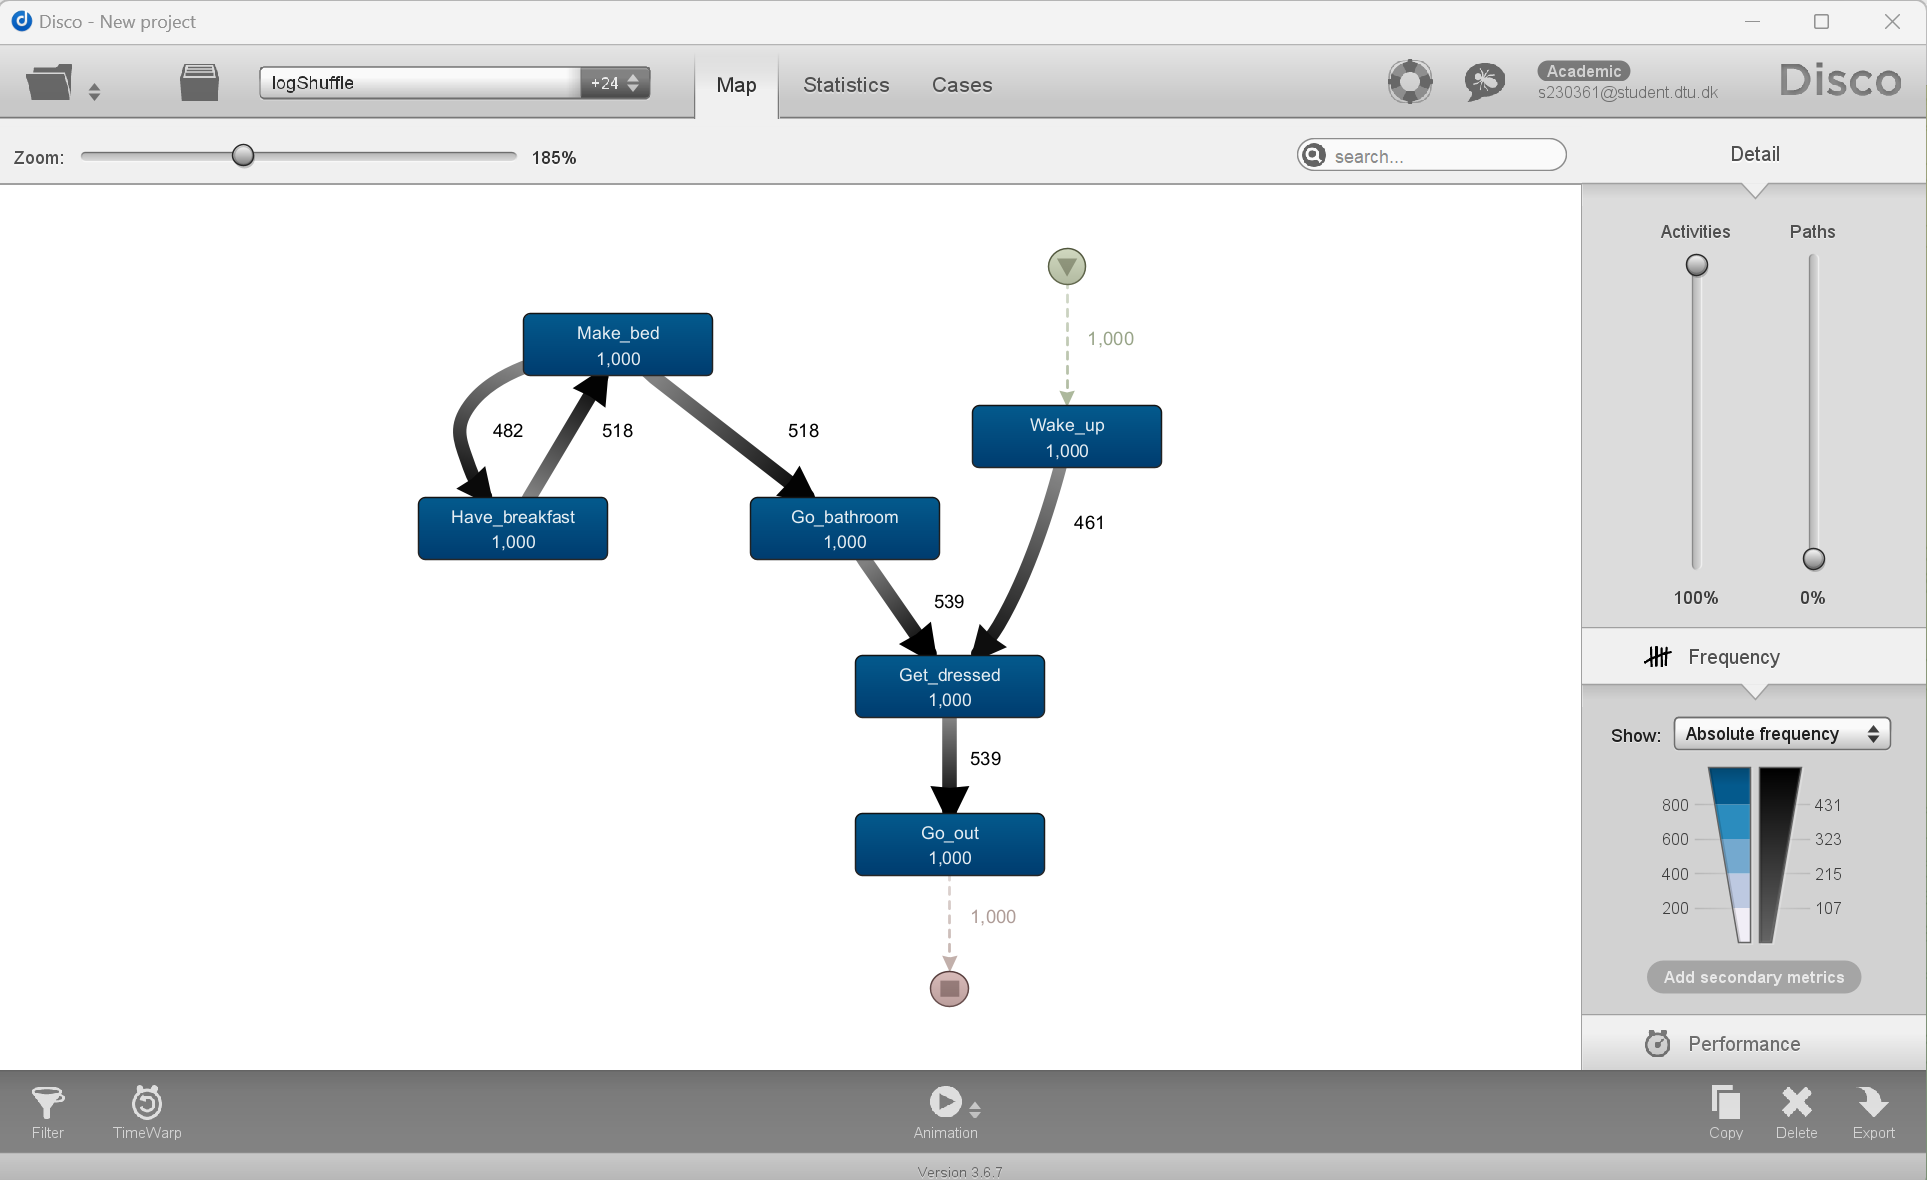 Disco - New project
logShuffle
+24
Map
Statistics
Cases
Academic
s230361@student.dtu.dk
Disco
Zoom:
185%
search...
Detail
Activities
Paths
100%
0%
1,000
Make_bed
1,000
Wake_up
1,000
482
518
518
461
Have_breakfast
1,000
Go_bathroom
1,000
539
Get_dressed
1,000
539
Go_out
1,000
1,000
Frequency
Show:
Absolute frequency
800
431
600
323
400
215
200
107
Add secondary metrics
Performance
Filter
TimeWarp
Animation
Copy
Delete
Export
Version 3.6.7